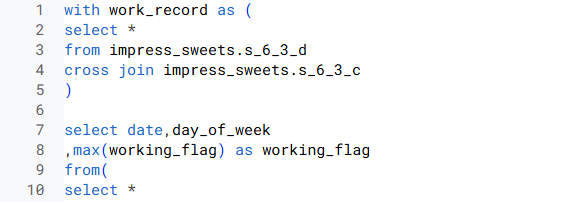 1 with work_record as (
2 select *
3 from impress_sweets.s_6_3_d
4 cross join impress_sweets.s_6_3_c
5 )
6
7 select date,day_of_week
8 ,max(working_flag) as working_flag
9 from(
10 select *